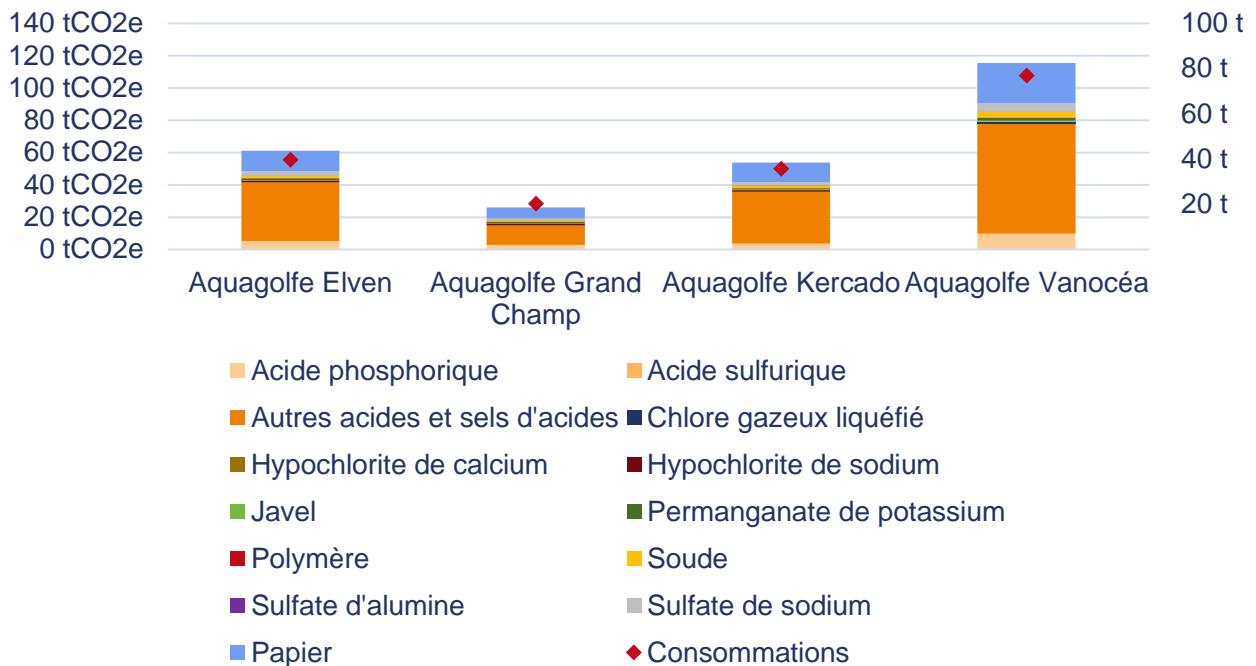 140 tCO2e 100 t
120 tCO2e
100 tCO2e 80 t
80 tCO2e 60 t
60 tCO2e
40 tCO2e 40 t
20 tCO2e 20 t
0 tCO2e
Aquagolfe Elven Aquagolfe Grand Aquagolfe Kercado Aquagolfe Vanocéa
Champ
Acide phosphorique Acide sulfurique
Autres acides et sels d'acides Chlore gazeux liquéfié
Hypochlorite de calcium Hypochlorite de sodium
Javel Permanganate de potassium
Polymère Soude
Sulfate d'alumine Sulfate de sodium
Papier Consommations